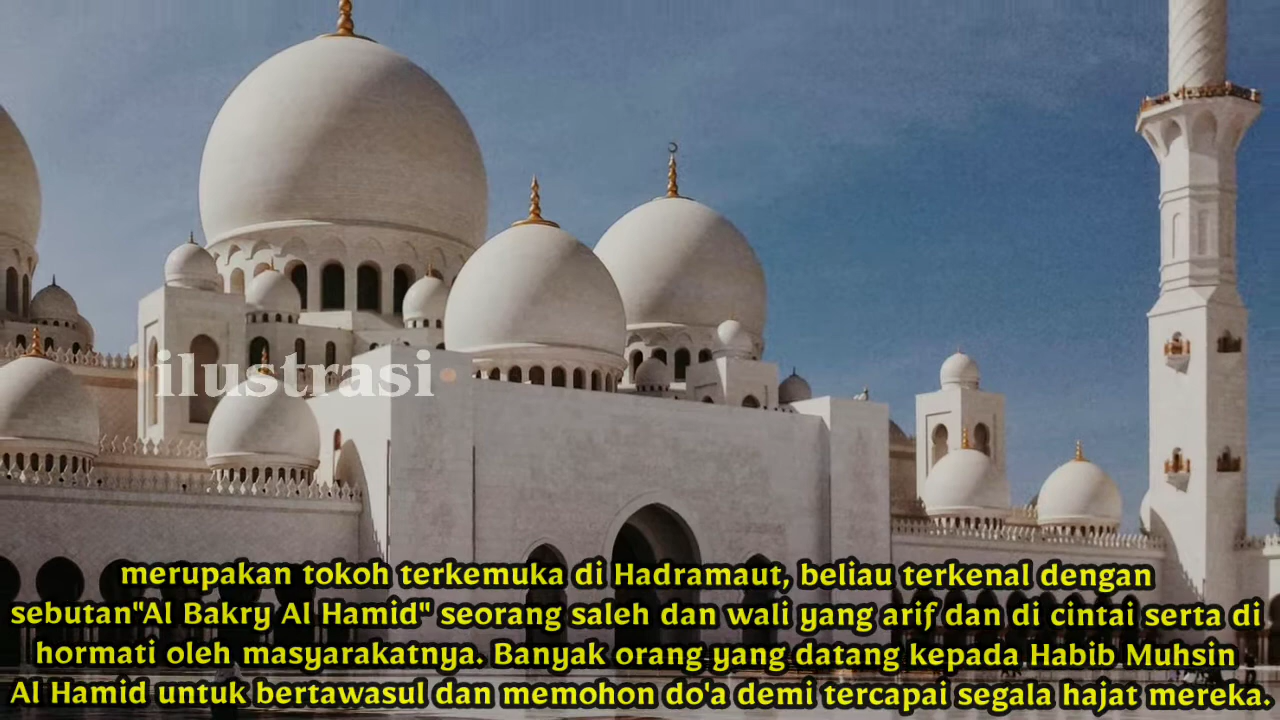 ilustrasi
merupakan tokoh terkemuka di Hadramaut, beliau terkenal dengan
sebutan"Al Bakry Al Hamid" seorang saleh dan wali yang arif dan di cintai serta di
hormati oleh masyarakatnya. Banyak orang yang datang kepada Habib Muhsin
Al Hamid untuk bertawasul dan memohon do'a demi tercapai segala hajat mereka.